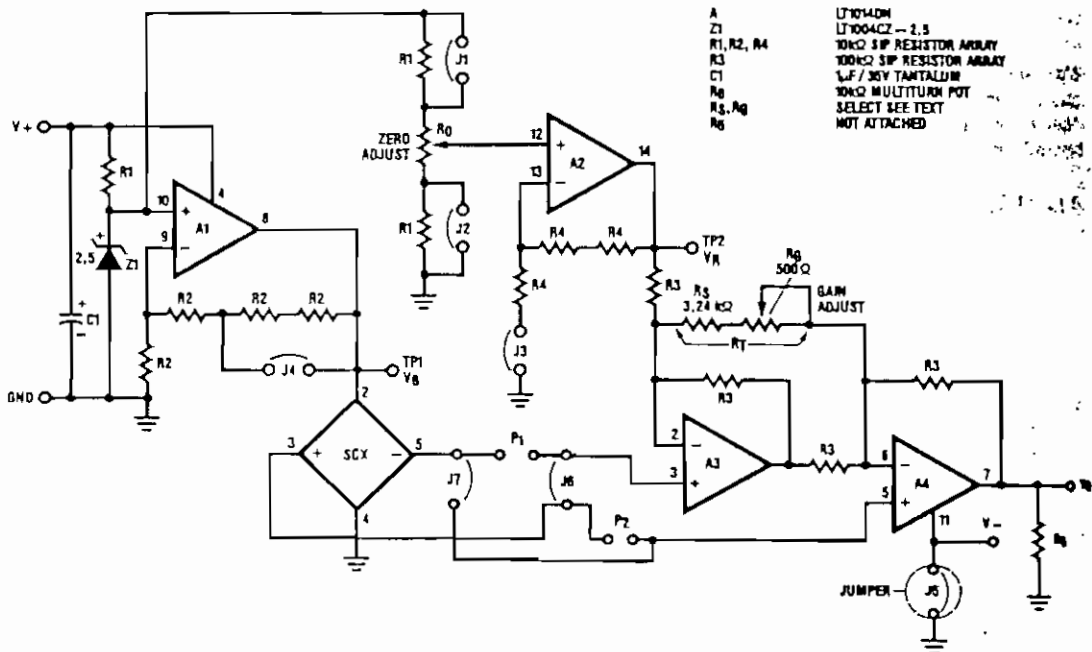 A LT1014DN
Z1 LT1004CZ-2,5
R1,R2, R4 10kΩ SIP RESISTOR ARRAY
R3 100kΩ SIP RESISTOR ARRAY
C1 1µF/35V TANTALUM
10kΩ MULTITURN POT
RS,Rg SELECT SEE TEXT
NOT ATTACHED
V+
R1
4
10
+
A1
8
9
-
2,5
+
Z1
C1
+
-
R2
R2
R2
R2
GND
J4
TP1
VB
R1
J1
ZERO
ADJUST
RO
R1
J2
12
+
A2
14
13
-
R4
R4
R4
J3
TP2
VR
R3
RS
3,24 kΩ
Rg
500 Ω
GAIN
ADJUST
RT
R3
R3
R3
2
3
+
SCX
-
5
4
P1
J7
J6
P2
2
-
3
+
A3
6
-
5
+
A4
7
11
V-
JUMPER
J5